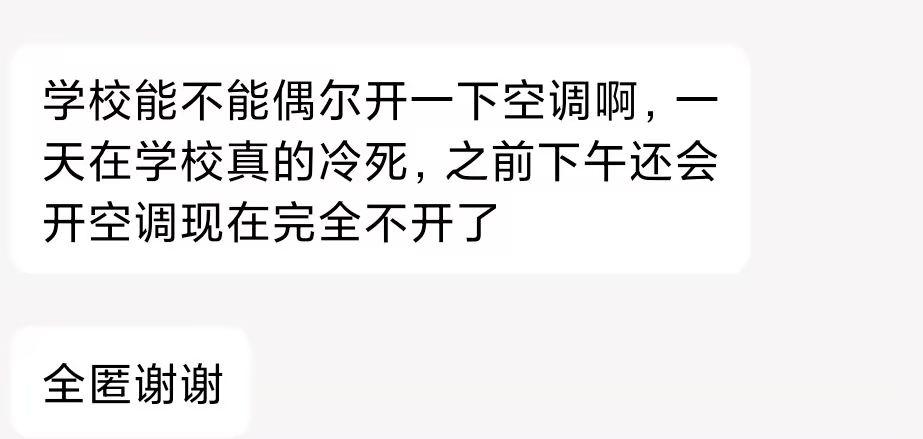 学校能不能偶尔开一下空调啊，一
天在学校真的冷死，之前下午还会
开空调现在完全不开了
全匿谢谢